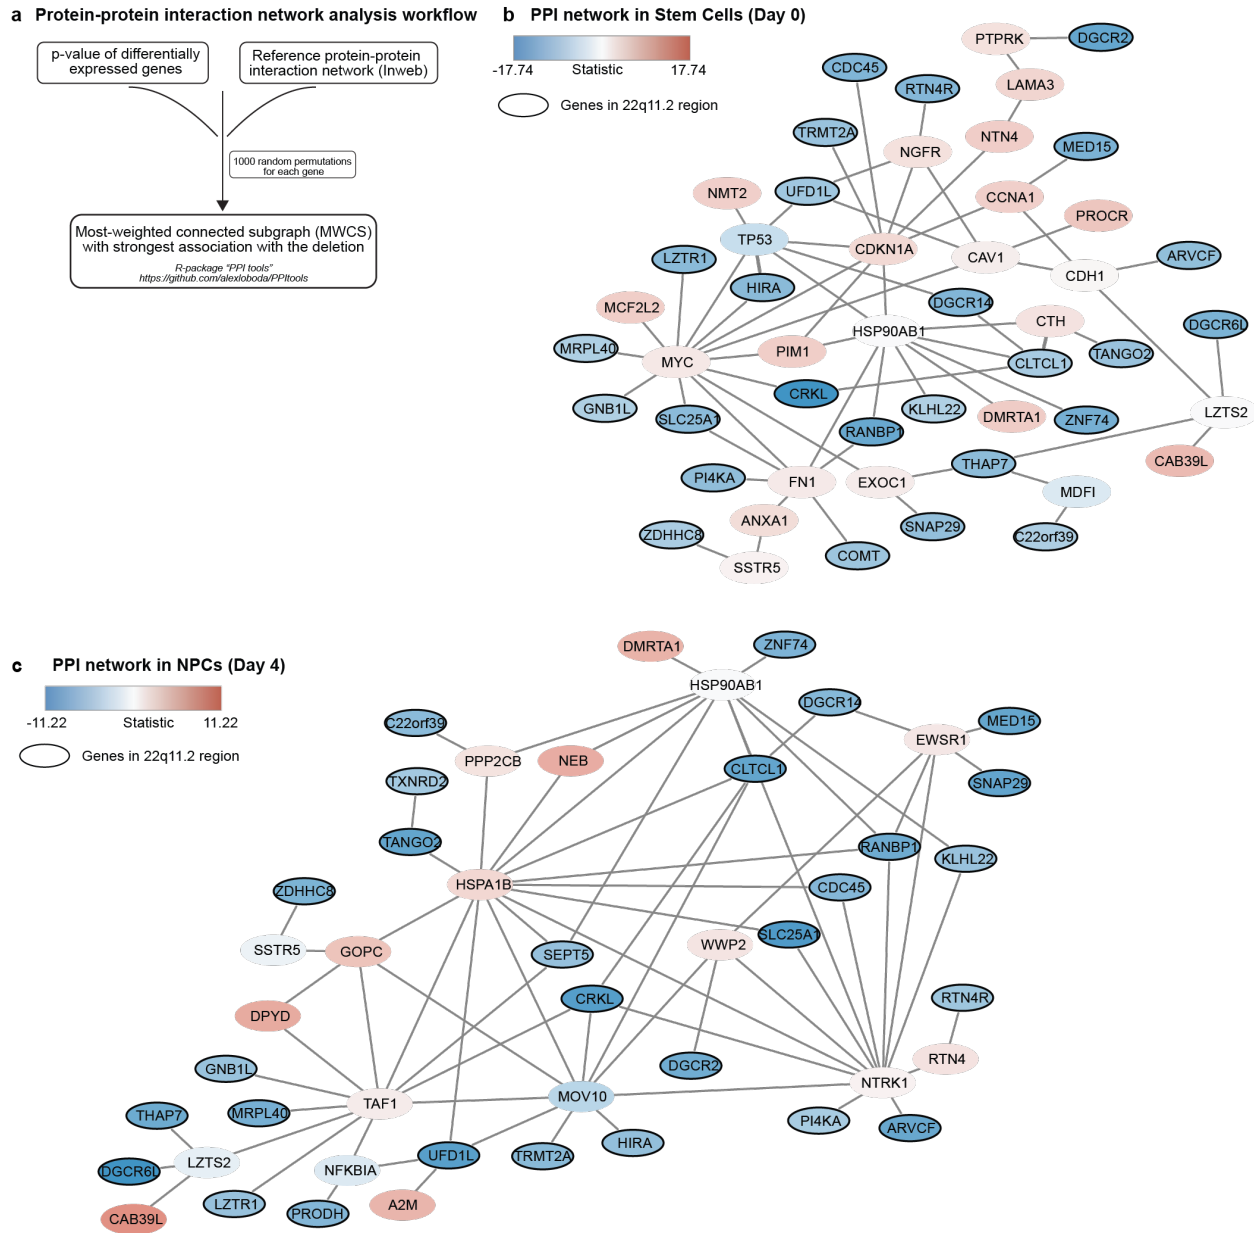 a Protein-protein interaction network analysis workflow
p-value of differentially
expressed genes
Reference protein-protein
interaction network (Inweb)
1000 random permutations
for each gene
Most-weighted connected subgraph (MWCS)
with strongest association with the deletion
R-package "PPI tools"
https://github.com/alexloboda/PPItools
b PPI network in Stem Cells (Day 0)
-17.74 Statistic 17.74
Genes in 22q11.2 region
PTPRK
DGCR2
CDC45
RTN4R
LAMA3
TRMT2A
NGFR
NTN4
MED15
NMT2
UFD1L
CCNA1
PROCR
TP53
CDKN1A
CAV1
CDH1
ARVCF
LZTR1
HIRA
DGCR14
MCF2L2
HSP90AB1
CTH
DGCR6L
MRPL40
MYC
PIM1
CLTCL1
TANGO2
GNB1L
SLC25A1
CRKL
KLHL22
DMRTA1
ZNF74
LZTS2
RANBP1
CAB39L
PI4KA
FN1
EXOC1
THAP7
MDFI
ZDHHC8
ANXA1
SNAP29
C22orf39
SSTR5
COMT
c PPI network in NPCs (Day 4)
-11.22 Statistic 11.22
Genes in 22q11.2 region
DMRTA1
ZNF74
HSP90AB1
C22orf39
DGCR14
MED15
PPP2CB
NEB
EWSR1
TXNRD2
CLTCL1
SNAP29
TANGO2
RANBP1
KLHL22
HSPA1B
CDC45
ZDHHC8
SSTR5
GOPC
SEPT5
WWP2
SLC25A1
DPYD
CRKL
RTN4R
GNB1L
DGCR2
RTN4
NTRK1
THAP7
MRPL40
TAF1
MOV10
PI4KA
ARVCF
DGCR6L
LZTS2
NFKBIA
UFD1L
TRMT2A
HIRA
CAB39L
LZTR1
PRODH
A2M